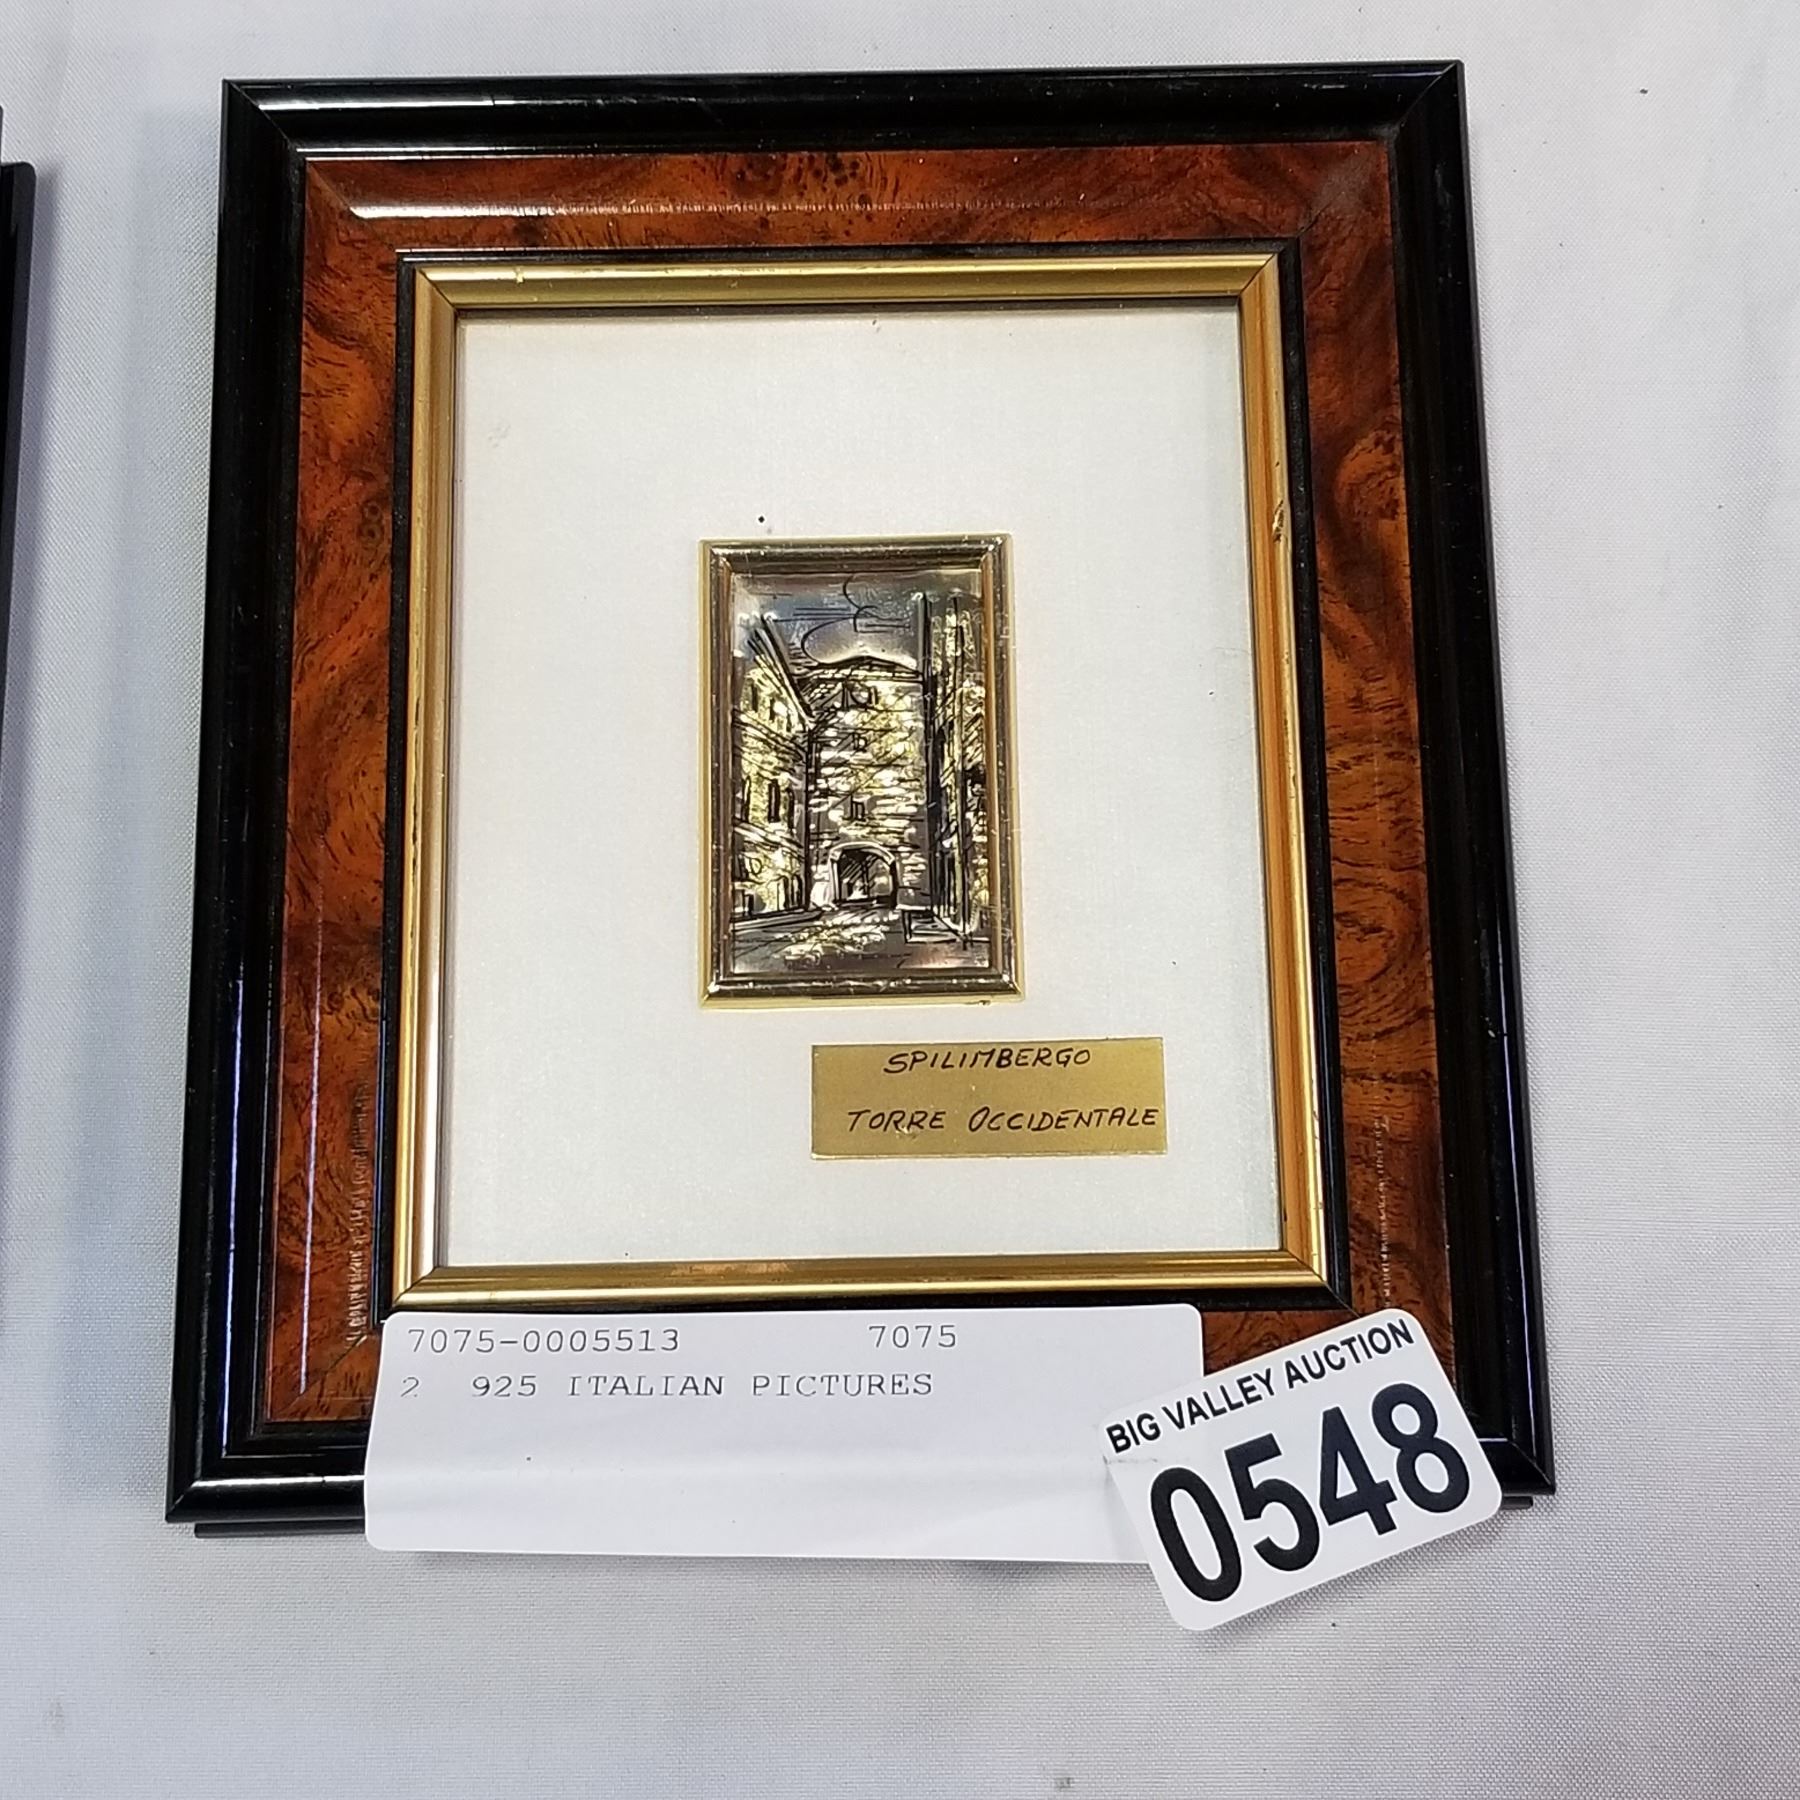 SPILIMBERGO
TORRE OCCIDENTALE
7075-0005513 7075
2 925 ITALIAN PICTURES
BIG VALLEY AUCTION
0548